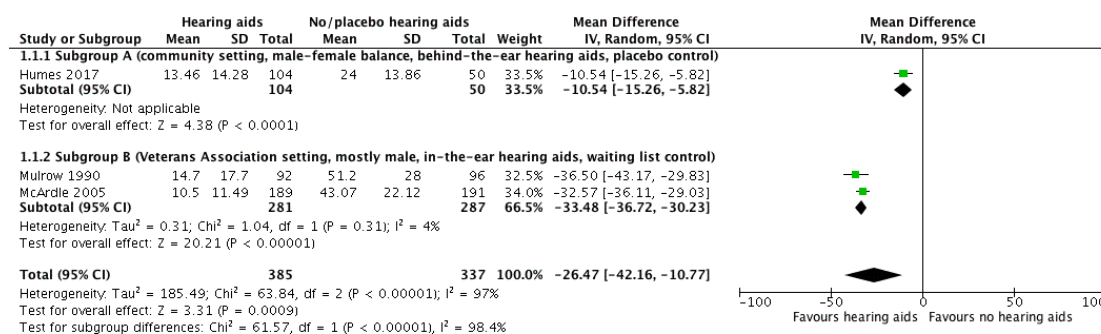 Hearing aids No/placebo hearing aids Mean Difference Mean Difference
Study or Subgroup Mean SD Total Mean SD Total Weight IV, Random, 95% CI IV, Random, 95% CI
1.1.1 Subgroup A (community setting, male-female balance, behind-the-ear hearing aids, placebo control)
Humes 2017 13.46 14.28 104 24 13.86 50 33.5% -10.54 [-15.26, -5.82]
Subtotal (95% CI) 104 50 33.5% -10.54 [-15.26, -5.82]
Heterogeneity: Not applicable
Test for overall effect: Z = 4.38 (P < 0.0001)
1.1.2 Subgroup B (Veterans Association setting, mostly male, in-the-ear hearing aids, waiting list control)
Mulrow 1990 14.7 17.7 92 51.2 28 96 32.5% -36.50 [-43.17, -29.83]
McArdle 2005 10.5 11.49 189 43.07 22.12 191 34.0% -32.57 [-36.11, -29.03]
Subtotal (95% CI) 281 287 66.5% -33.48 [-36.72, -30.23]
Heterogeneity: Tau² = 0.31; Chi² = 1.04, df = 1 (P = 0.31); I² = 4%
Test for overall effect: Z = 20.21 (P < 0.00001)
Total (95% CI) 385 337 100.0% -26.47 [-42.16, -10.77]
Heterogeneity: Tau² = 185.49; Chi² = 63.84, df = 2 (P < 0.00001); I² = 97%
Test for overall effect: Z = 3.31 (P = 0.0009)
Test for subgroup differences: Chi² = 61.57, df = 1 (P < 0.00001), I² = 98.4%
-100 -50 0 50 100
Favours hearing aids Favours no hearing aids